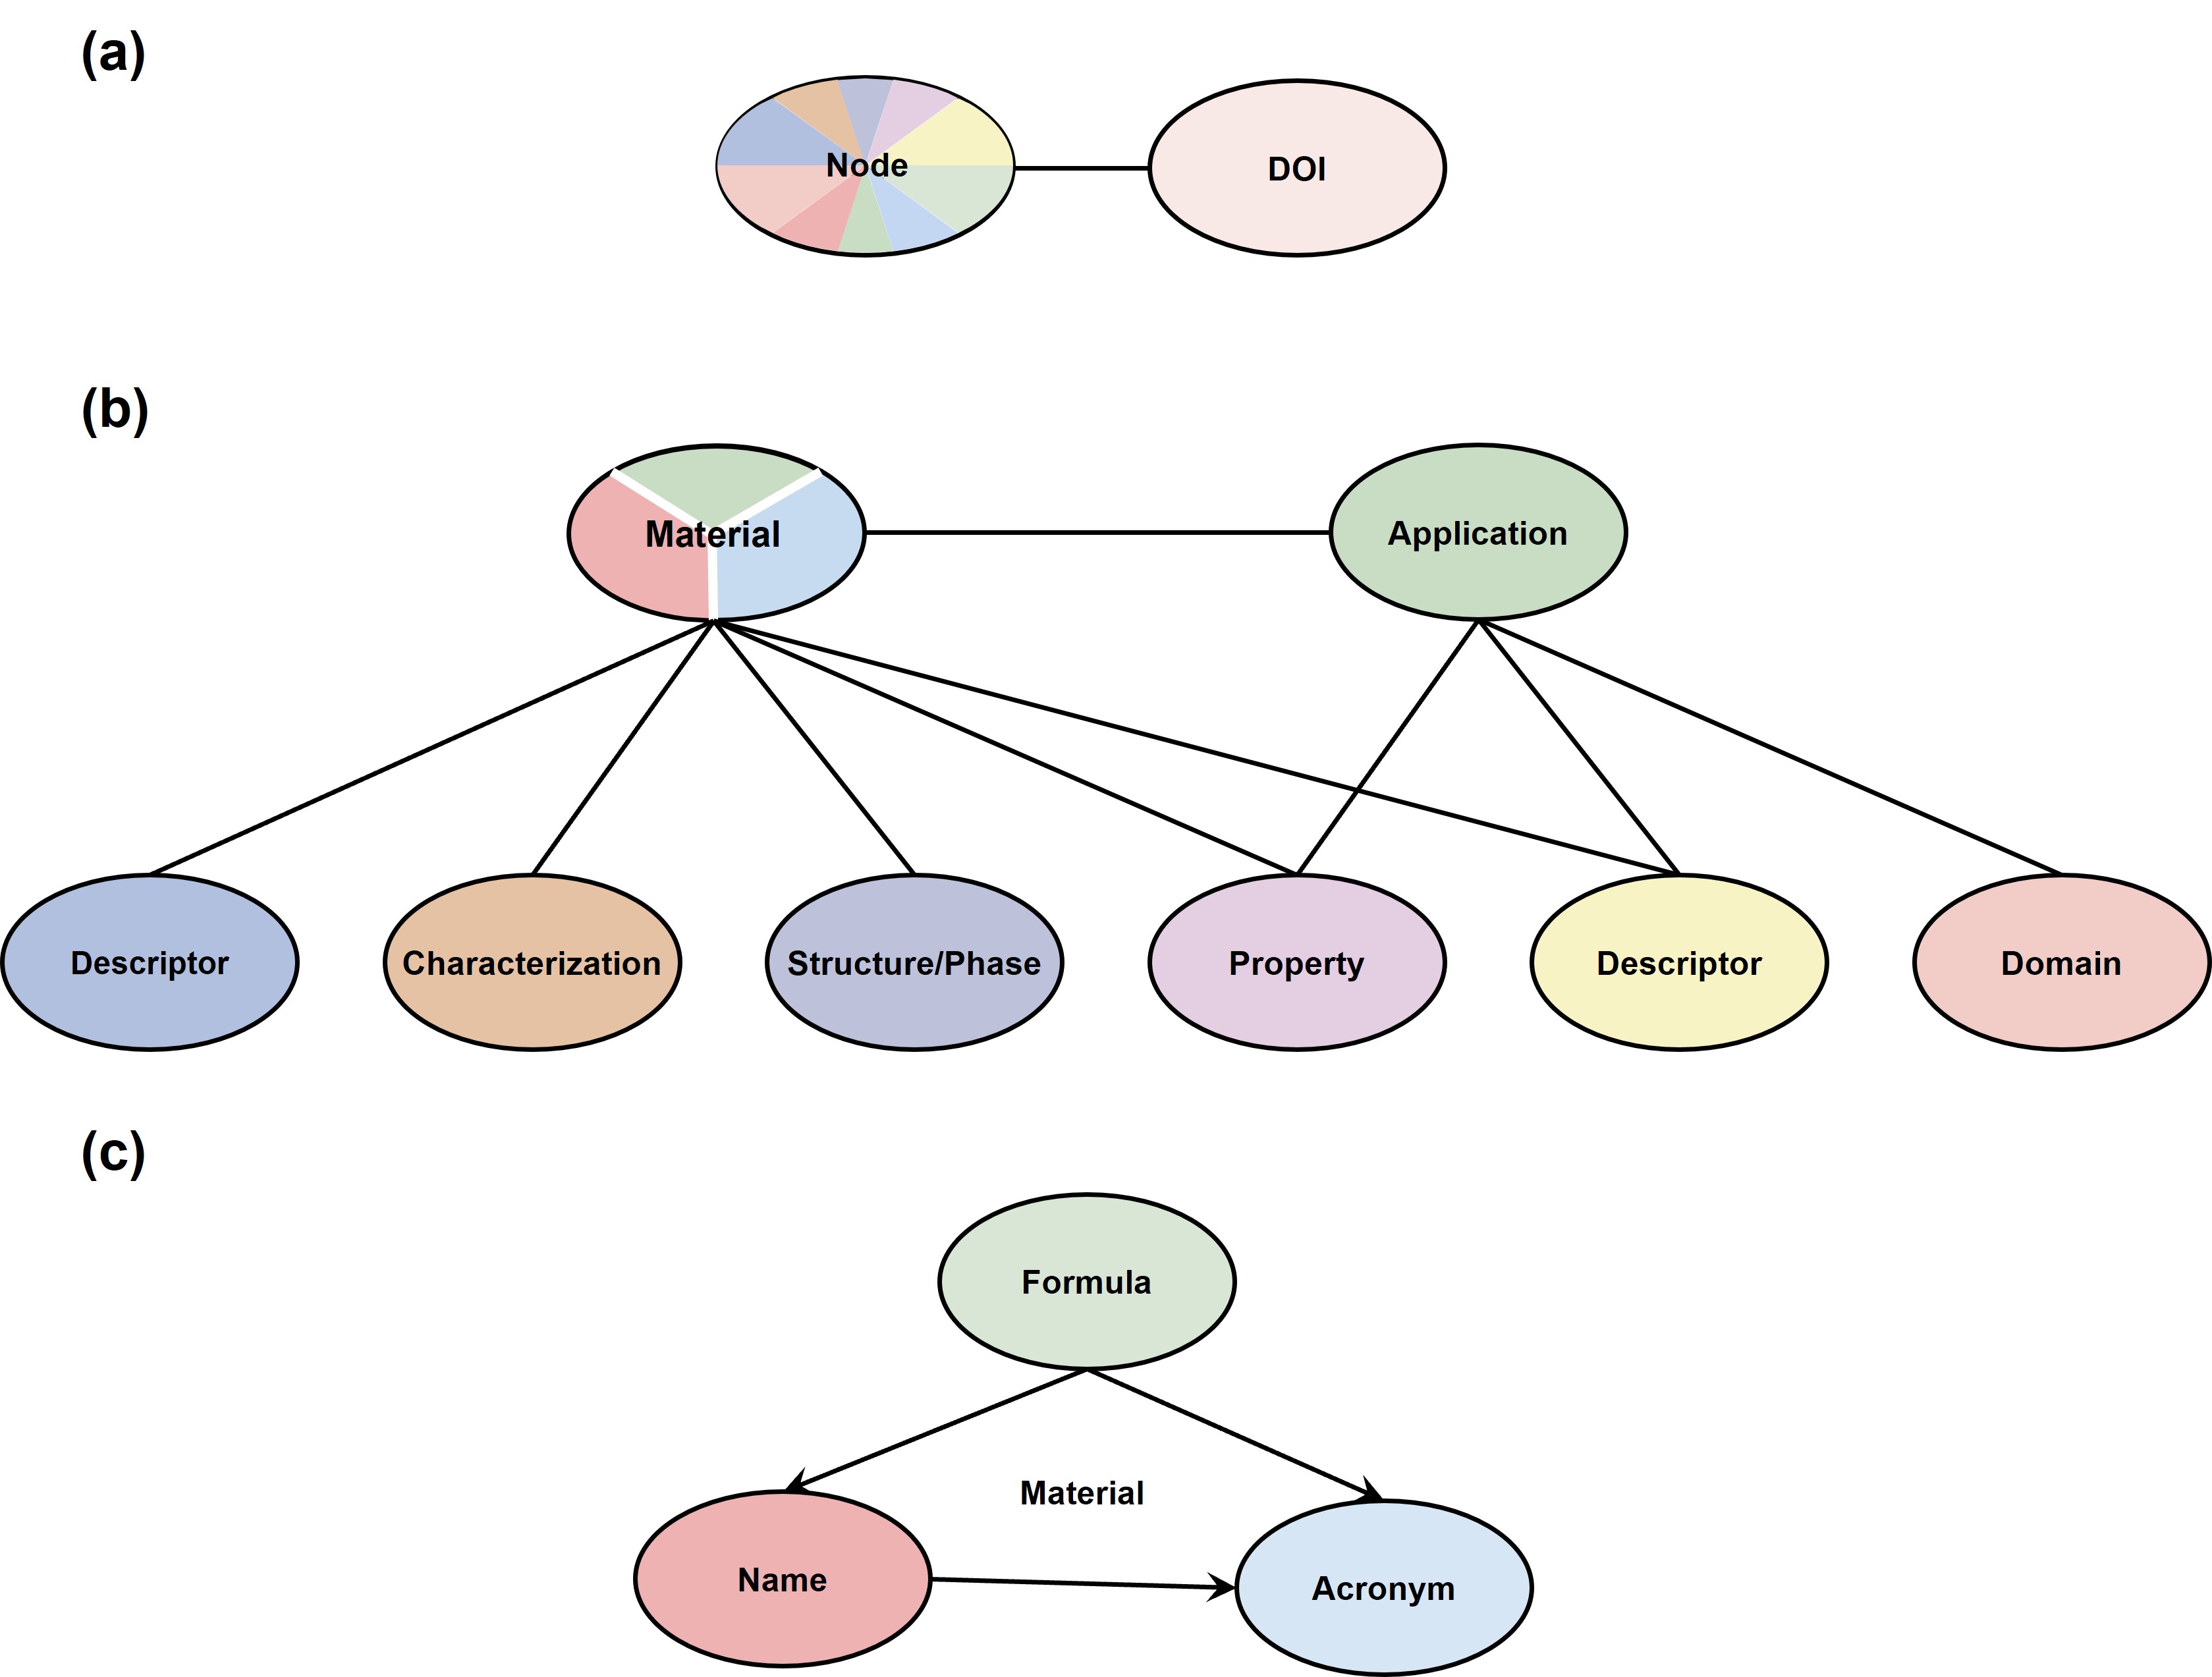 (a)
Node
DOI
(b)
Material
Application
Descriptor
Characterization
Structure/Phase
Property
Descriptor
Domain
(c)
Formula
Material
Name
Acronym